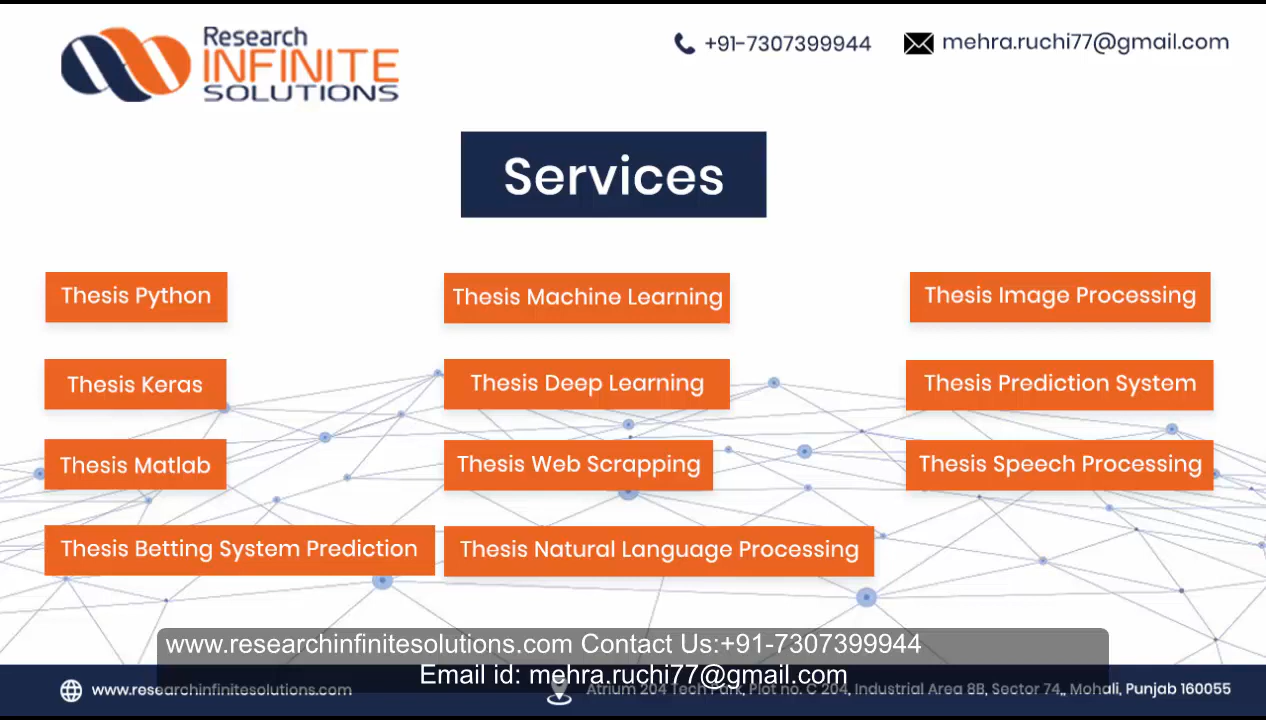 Research
INFINITE
SOLUTIONS
+91-7307399944
mehra.ruchi77@gmail.com
Services
Thesis Python
Thesis Machine Learning
Thesis Image Processing
Thesis Keras
Thesis Deep Learning
Thesis Prediction System
Thesis Matlab
Thesis Web Scrapping
Thesis Speech Processing
Thesis Betting System Prediction
Thesis Natural Language Processing
www.researchinfinitesolutions.com Contact Us:+91-7307399944
Email id: mehra.ruchi77@gmail.com
www.researchinfinitesolutions.com
Atrium 204 Tech Park, Plot no. C 204, Industrial Area 8B, Sector 74,, Mohali, Punjab 160055